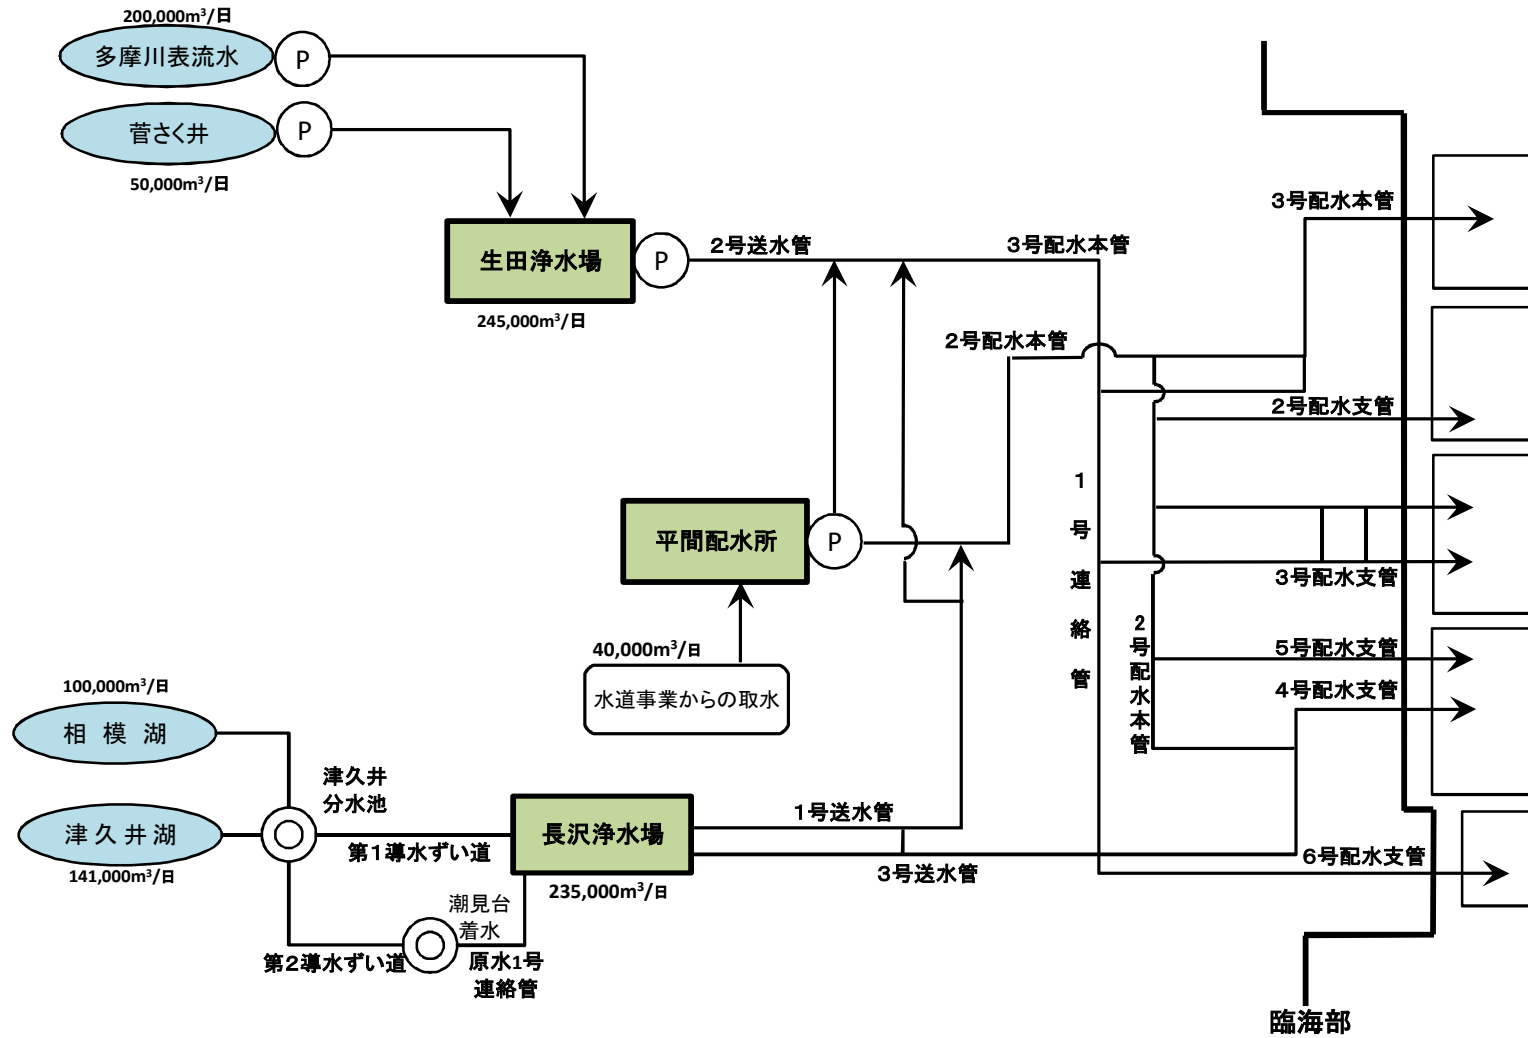 200,000m³/日
多摩川表流水
P
菅さく井
P
50,000m³/日
生田浄水場
P
245,000m³/日
2号送水管
3号配水本管
3号配水本管
2号配水本管
2号配水支管
1号連絡管
平間配水所
P
3号配水支管
40,000m³/日
水道事業からの取水
2号配水本管
5号配水支管
4号配水支管
100,000m³/日
相模湖
津久井
分水池
津久井湖
141,000m³/日
第1導水ずい道
長沢浄水場
235,000m³/日
1号送水管
3号送水管
6号配水支管
潮見台
着水
第2導水ずい道
原水1号
連絡管
臨海部